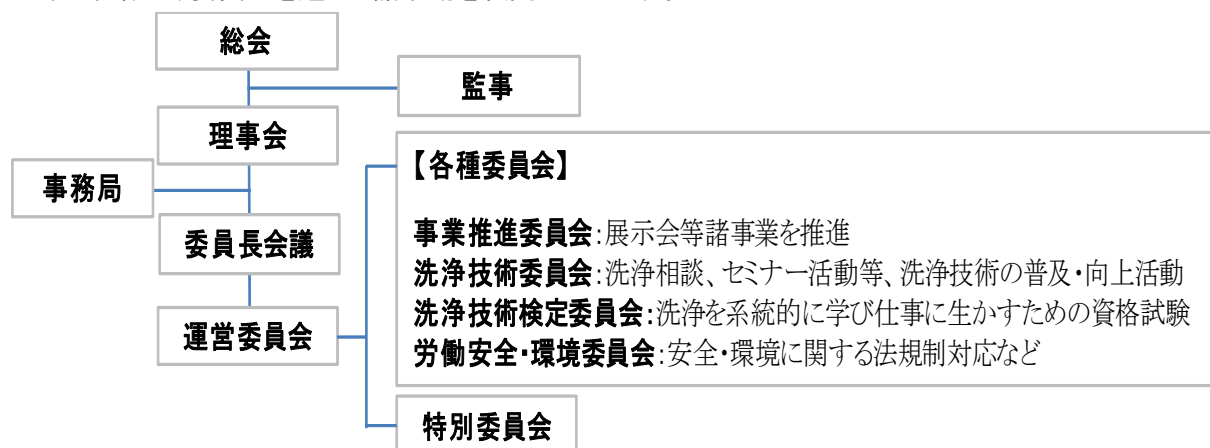 総会
監事
理事会
事務局
委員長会議
運営委員会
【各種委員会】
事業推進委員会:展示会等諸事業を推進
洗浄技術委員会:洗浄相談、セミナー活動等、洗浄技術の普及・向上活動
洗浄技術検定委員会:洗浄を系統的に学び仕事に生かすための資格試験
労働安全・環境委員会:安全・環境に関する法規制対応など
特別委員会